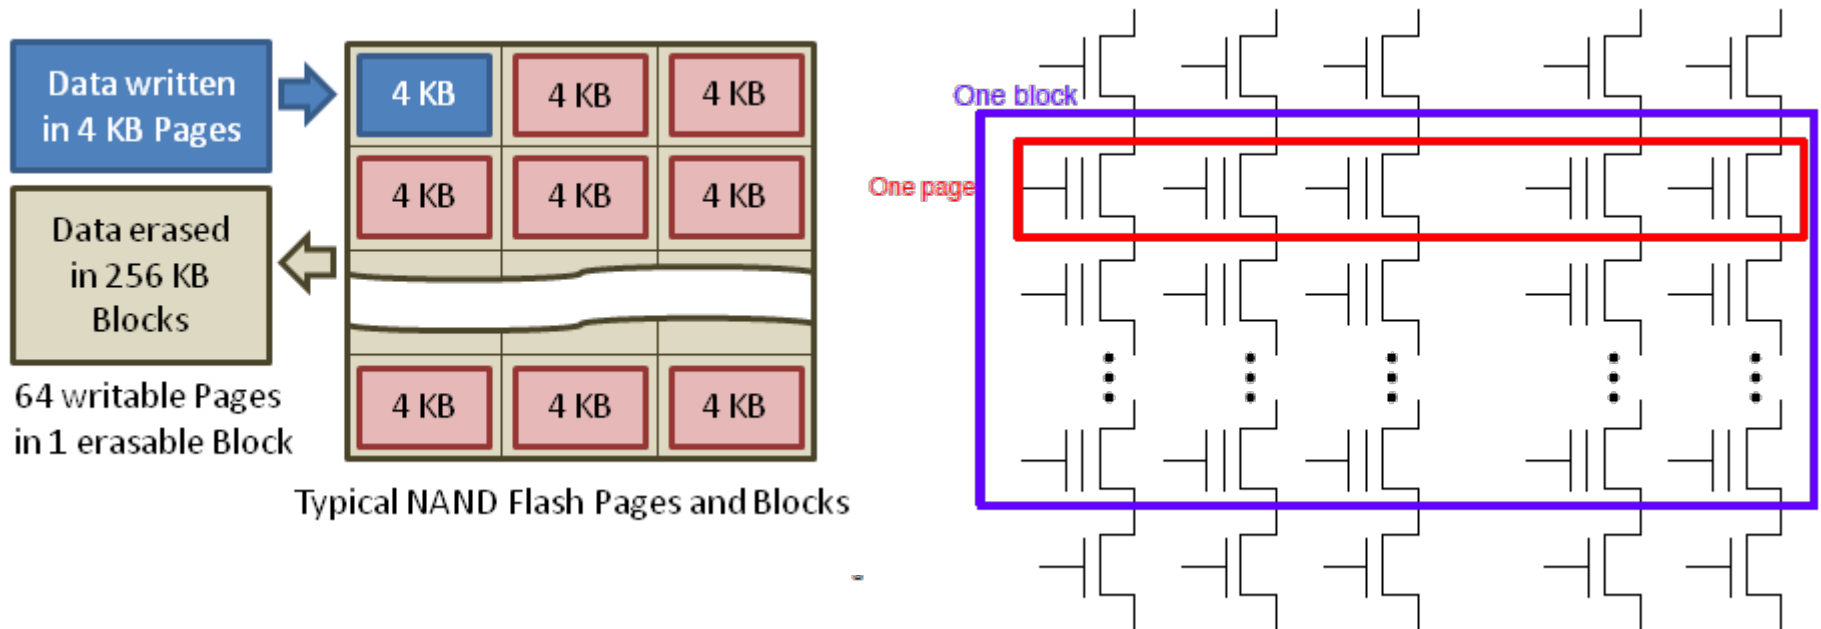 Data written
in 4 KB Pages
Data erased
in 256 KB
Blocks
64 writable Pages
in 1 erasable Block
4 KB
4 KB
4 KB
4 KB
4 KB
4 KB
4 KB
4 KB
4 KB
Typical NAND Flash Pages and Blocks
One block
One page